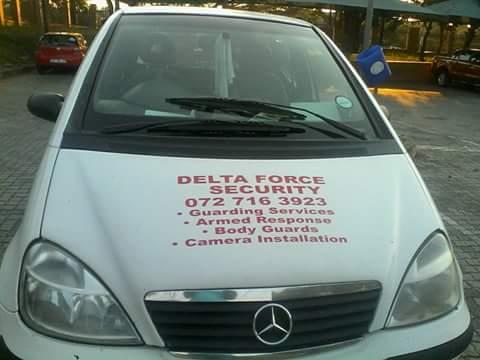 DELTA FORCE
SECURITY
072 716 3923
• Guarding Services
• Armed Response
• Body Guards
• Camera Installation